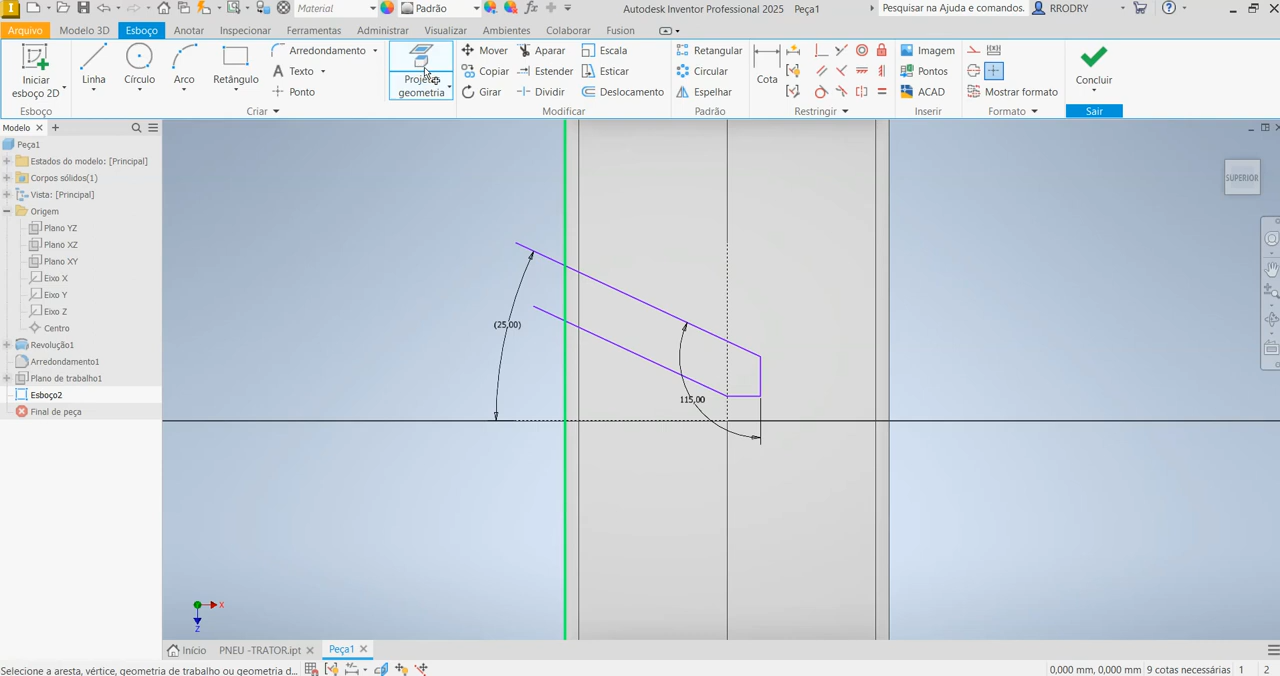 Material
Padrão
Autodesk Inventor Professional 2025
Peça1
Pesquisar na Ajuda e comandos.
RRODRY
Arquivo
Modelo 3D
Esboço
Anotar
Inspecionar
Ferramentas
Administrar
Visualizar
Ambientes
Colaborar
Fusion
Iniciar
esboço 2D
Linha
Círculo
Arco
Retângulo
Arredondamento
Texto
Ponto
geometria
Mover
Copiar
Girar
Aparar
Estender
Dividir
Escala
Esticar
Deslocamento
Retangular
Circular
Espelhar
Cota
Imagem
Pontos
ACAD
Mostrar formato
Concluir
Esboço
Criar
Modificar
Padrão
Restringir
Inserir
Formato
Sair
Modelo
Peça1
Estados do modelo: [Principal]
Corpos sólidos(1)
Vista: [Principal]
Origem
Plano YZ
Plano XZ
Plano XY
Eixo X
Eixo Y
Eixo Z
Centro
Revolução1
Arredondamento1
Plano de trabalho1
Esboço2
Final de peça
SUPERIOR
(25,00)
115,00
X
Z
Início
PNEU -TRATOR.ipt
Peça1
Selecione a aresta, vértice, geometria de trabalho ou geometria d...
0,000 mm, 0,000 mm
9 cotas necessárias
1
2